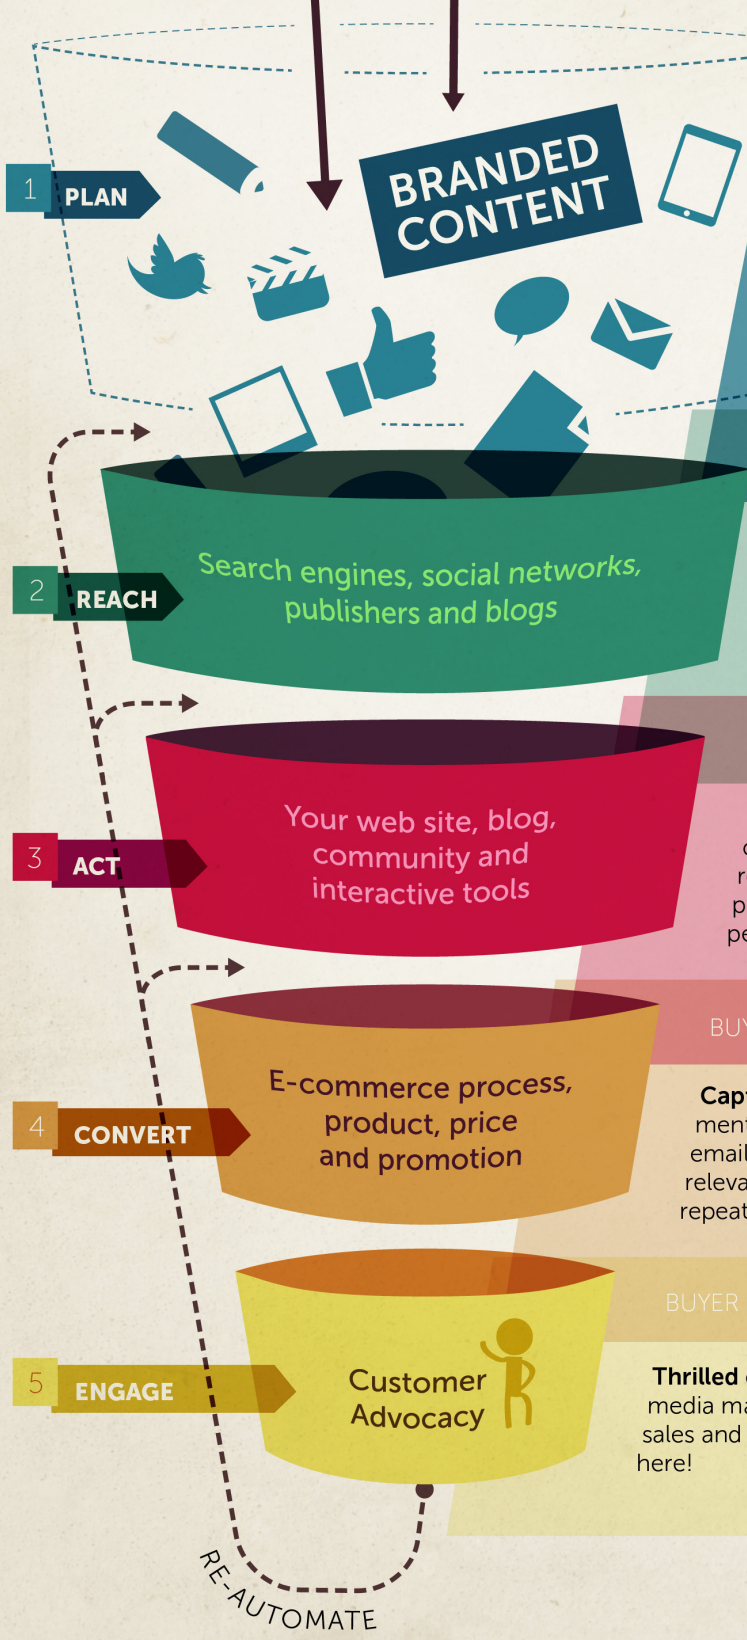 BRANDED
CONTENT
1
PLAN
Search engines, social networks,
publishers and blogs
2
REACH
Your web site, blog,
community and
interactive tools
3
ACT
E-commerce process,
product, price
and promotion
4
CONVERT
BUYER
Customer
Advocacy
5
ENGAGE
Thrilled
media
sales and
here!
RE-AUTOMATE